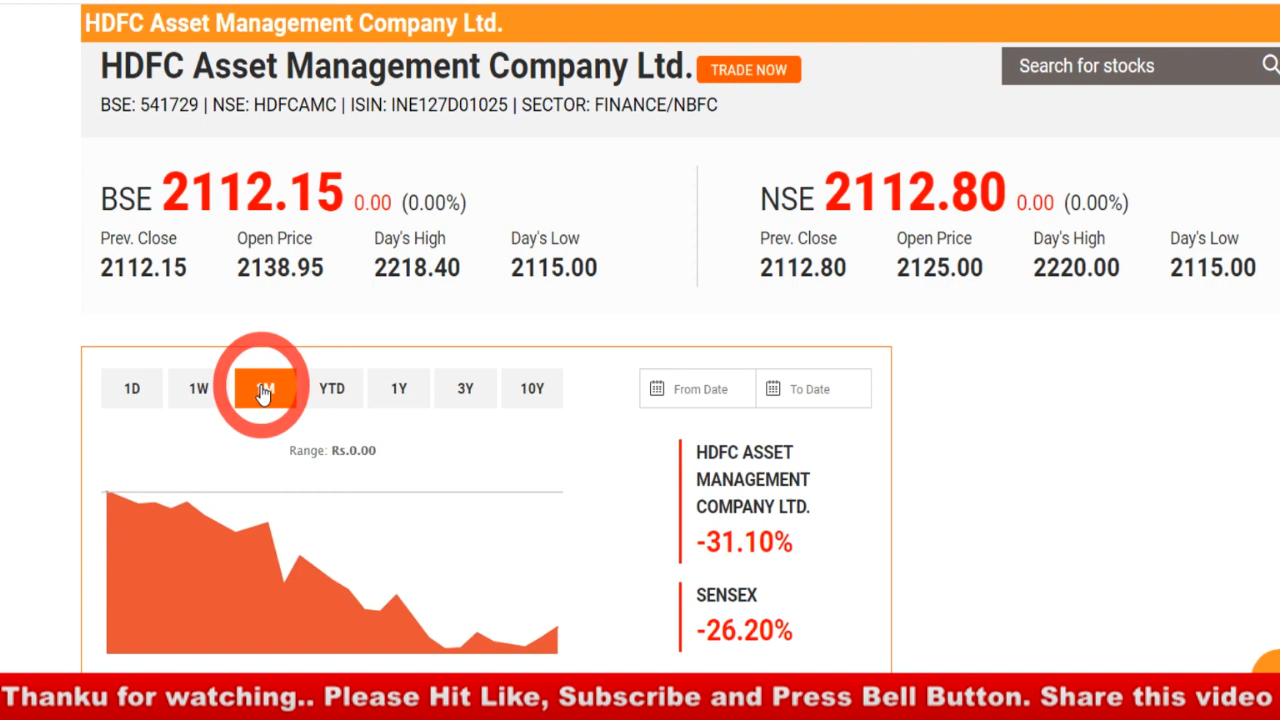 HDFC Asset Management Company Ltd.
HDFC Asset Management Company Ltd. TRADE NOW
Search for stocks
BSE: 541729 | NSE: HDFCAMC | ISIN: INE127D01025 | SECTOR: FINANCE/NBFC
BSE 2112.15 0.00 (0.00%)
Prev. Close Open Price Day's High Day's Low
2112.15 2138.95 2218.40 2115.00
NSE 2112.80 0.00 (0.00%)
Prev. Close Open Price Day's High Day's Low
2112.80 2125.00 2220.00 2115.00
1D 1W YTD 1Y 3Y 10Y
From Date To Date
Range: Rs.0.00
HDFC ASSET
MANAGEMENT
COMPANY LTD.
-31.10%
SENSEX
-26.20%
Thanku for watching.. Please Hit Like, Subscribe and Press Bell Button. Share this video